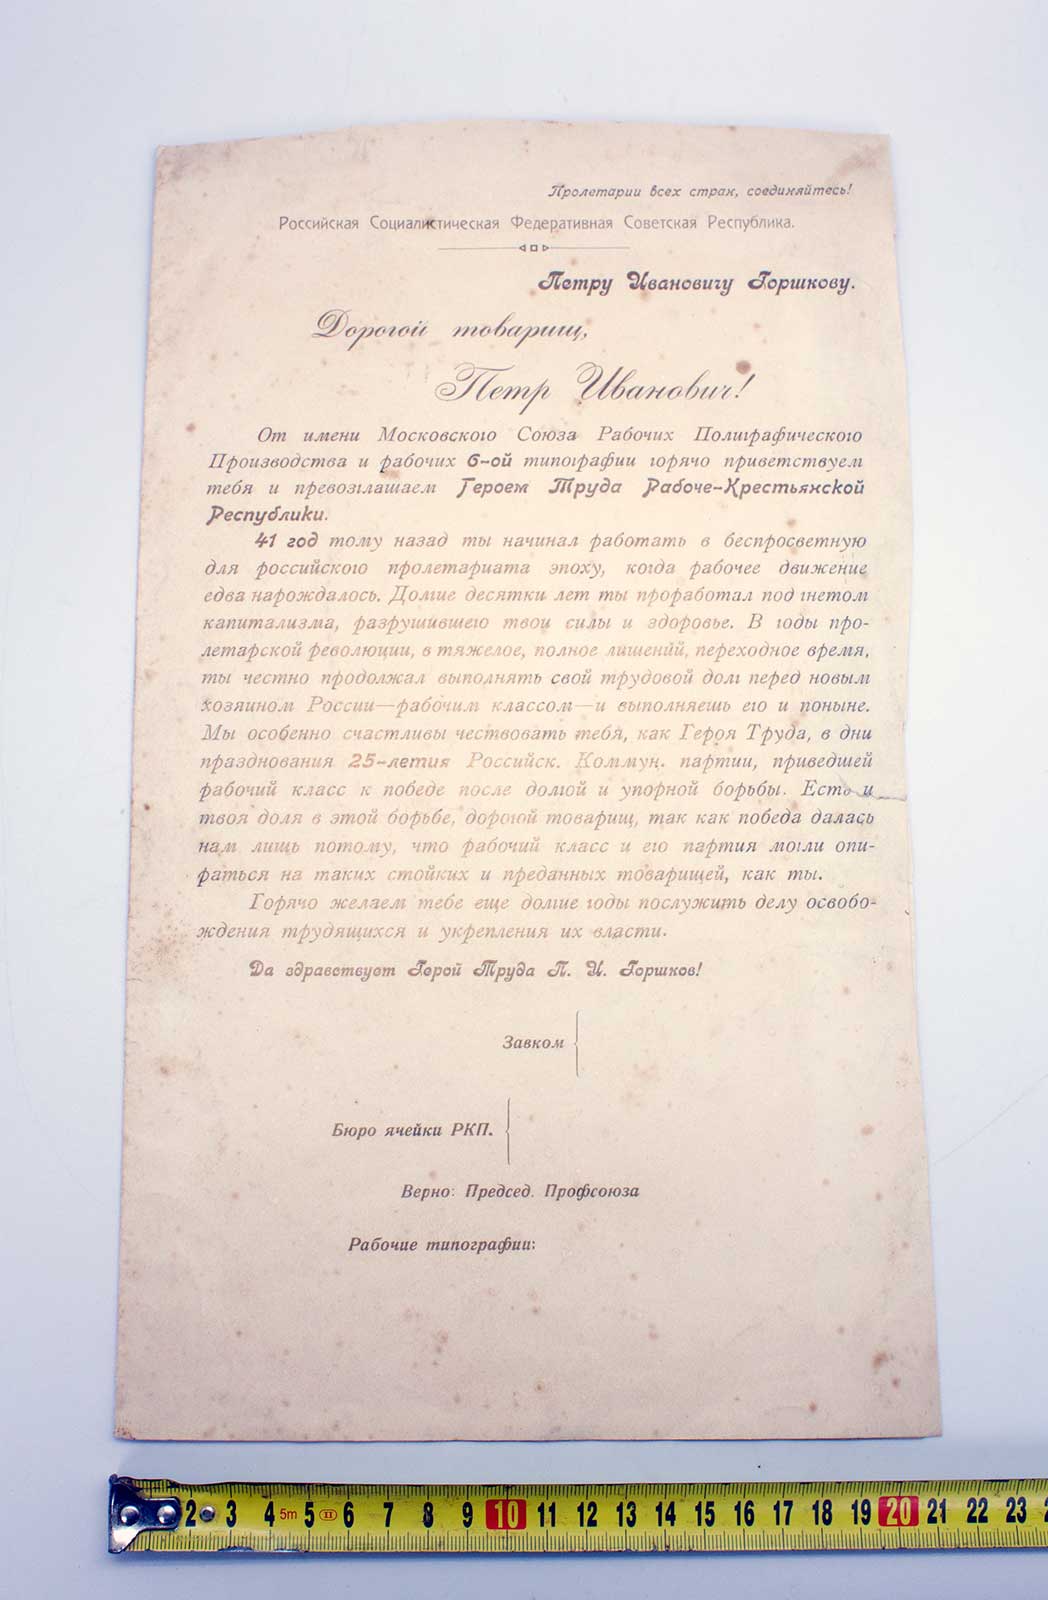 Пролетарии всех стран, соединяйтесь!
Российская Социалистическая Федеративная Советская Республика.
Петру Ивановичу Горшкову.
Дорогой товарищ,
Петр Иванович!
От имени Московского Союза Рабочих Полиграфического
Производства и рабочих 6-ой типографии горячо приветствуем
тебя и превозглашаем Героем Труда Рабоче-Крестьянской
Республики.
41 год тому назад ты начинал работать в беспросветную
для российского пролетариата эпоху, когда рабочее движение
едва нарождалось. Долгие десятки лет ты проработал под гнетом
капитализма, разрушившего твои силы и здоровье. В годы про-
летарской революции, в тяжелое, полное лишений, переходное время,
ты честно продолжал выполнять свой трудовой долг перед новым
хозяином России—рабочим классом—и выполняешь его и поныне.
Мы особенно счастливы чествовать тебя, как Героя Труда, в дни
празднования 25-летия Российск. Коммун. партии, приведшей
рабочий класс к победе после долгой и упорной борьбы. Есть и
твоя доля в этой борьбе, дорогой товарищ, так как победа далась
нам лищь потому, что рабочий класс и его партия могли опи-
раться на таких стойких и преданных товарищей, как ты.
Горячо желаем тебе еще долгие годы послужить делу освобо-
ждения трудящихся и укрепления их власти.
Да здравствует Герой Труда П. И. Горшков!
Завком
Бюро ячейки РКП.
Верно: Председ. Профсоюза
Рабочие типографии:
2 3 4 5m 5 II 6 7 8 9 10 11 12 13 14 15 16 17 18 19 20 21 22 23